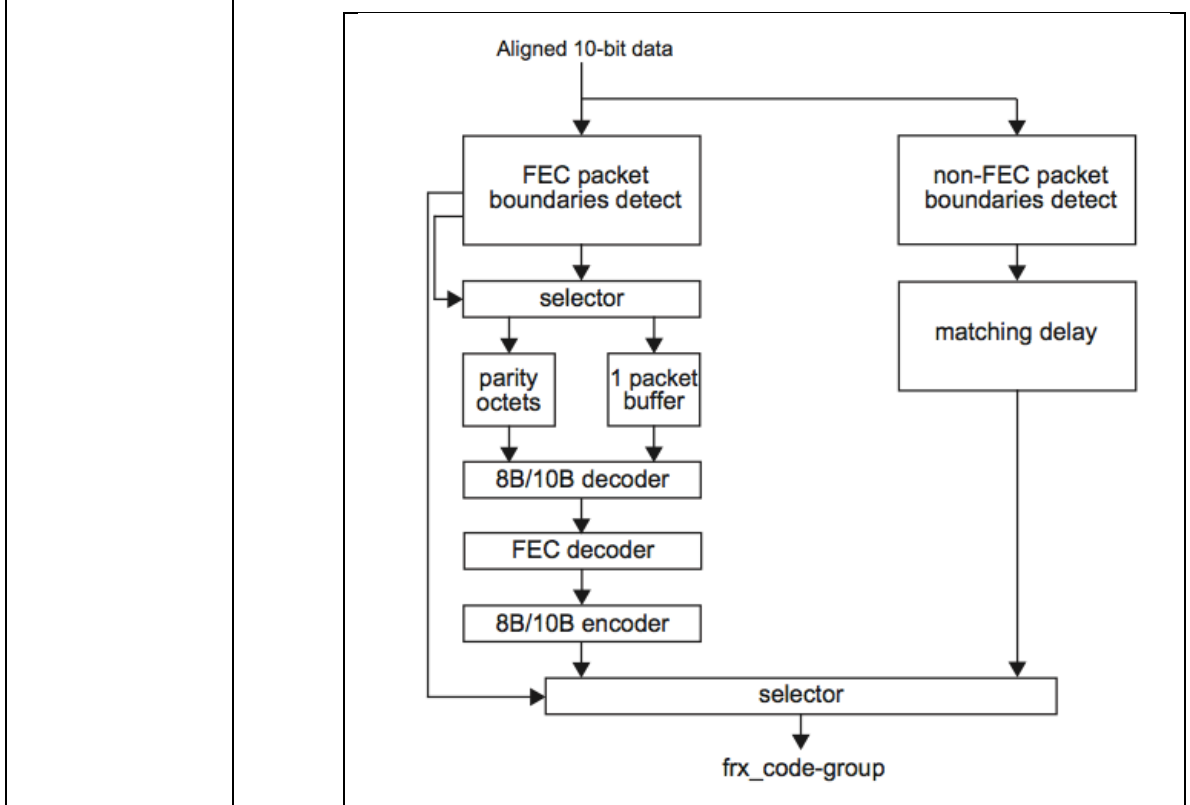 Aligned 10-bit data
FEC packet
boundaries detect
non-FEC packet
boundaries detect
selector
matching delay
parity
octets
1 packet
buffer
8B/10B decoder
FEC decoder
8B/10B encoder
selector
frx_code-group